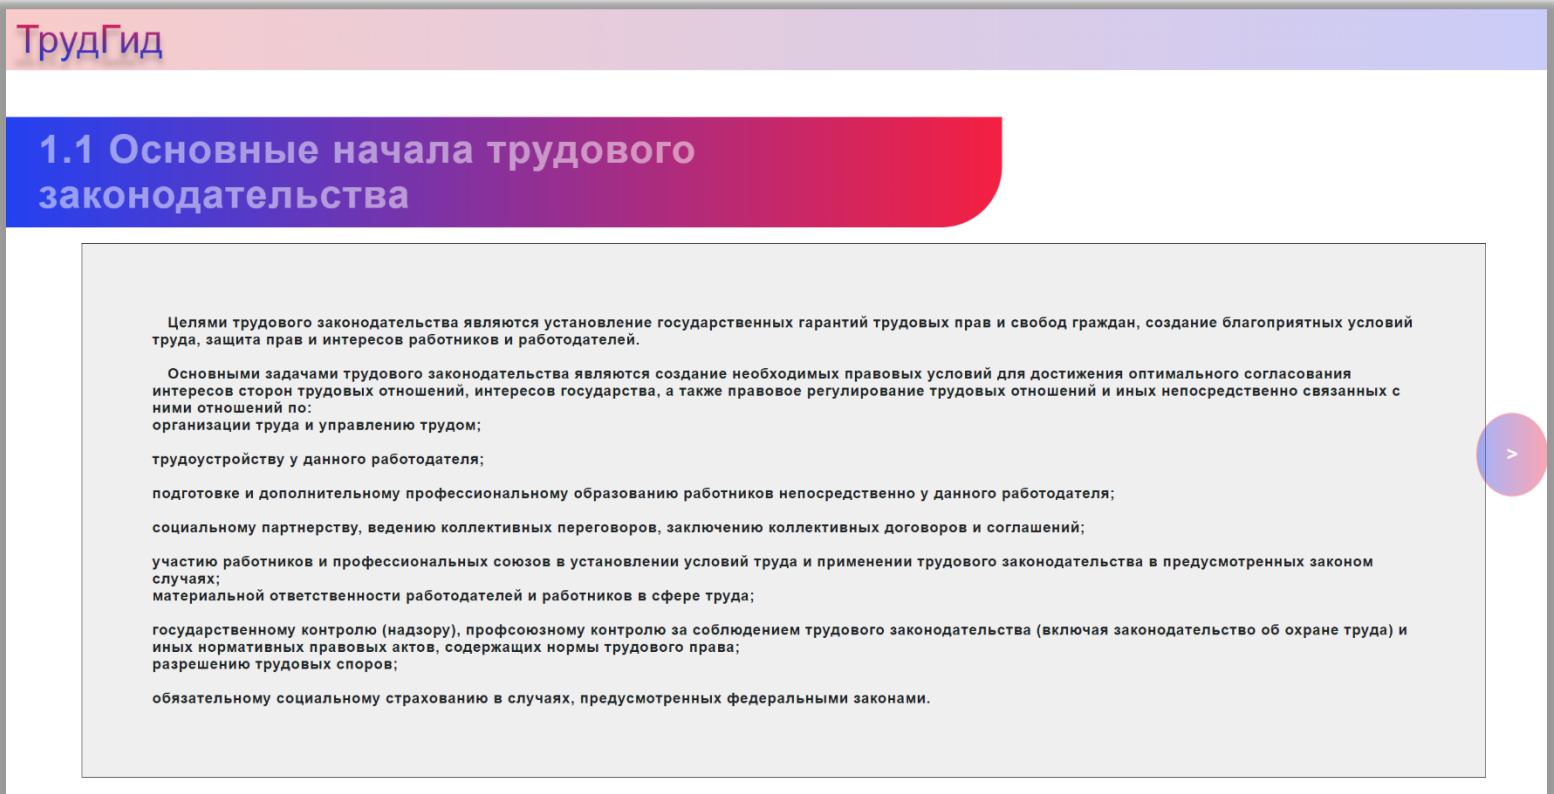 ТрудГид
1.1 Основные начала трудового
законодательства
Целями трудового законодательства являются установление государственных гарантий трудовых прав и свобод граждан, создание благоприятных условий
труда, защита прав и интересов работников и работодателей.
Основными задачами трудового законодательства являются создание необходимых правовых условий для достижения оптимального согласования
интересов сторон трудовых отношений, интересов государства, а также правовое регулирование трудовых отношений и иных непосредственно связанных с
ними отношений по:
организации труда и управлению трудом;
трудоустройству у данного работодателя;
подготовке и дополнительному профессиональному образованию работников непосредственно у данного работодателя;
социальному партнерству, ведению коллективных переговоров, заключению коллективных договоров и соглашений;
участию работников и профессиональных союзов в установлении условий труда и применении трудового законодательства в предусмотренных законом
случаях;
материальной ответственности работодателей и работников в сфере труда;
государственному контролю (надзору), профсоюзному контролю за соблюдением трудового законодательства (включая законодательство об охране труда) и
иных нормативных правовых актов, содержащих нормы трудового права;
разрешению трудовых споров;
обязательному социальному страхованию в случаях, предусмотренных федеральными законами.
>